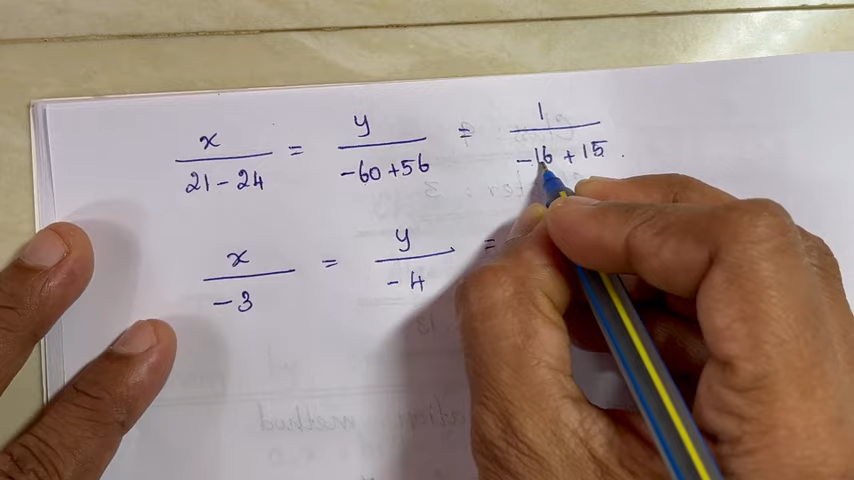 x/(21 - 24) = y/(-60 + 56) = 1/(-16 + 15) .
x/(-3) = y/(-4) =